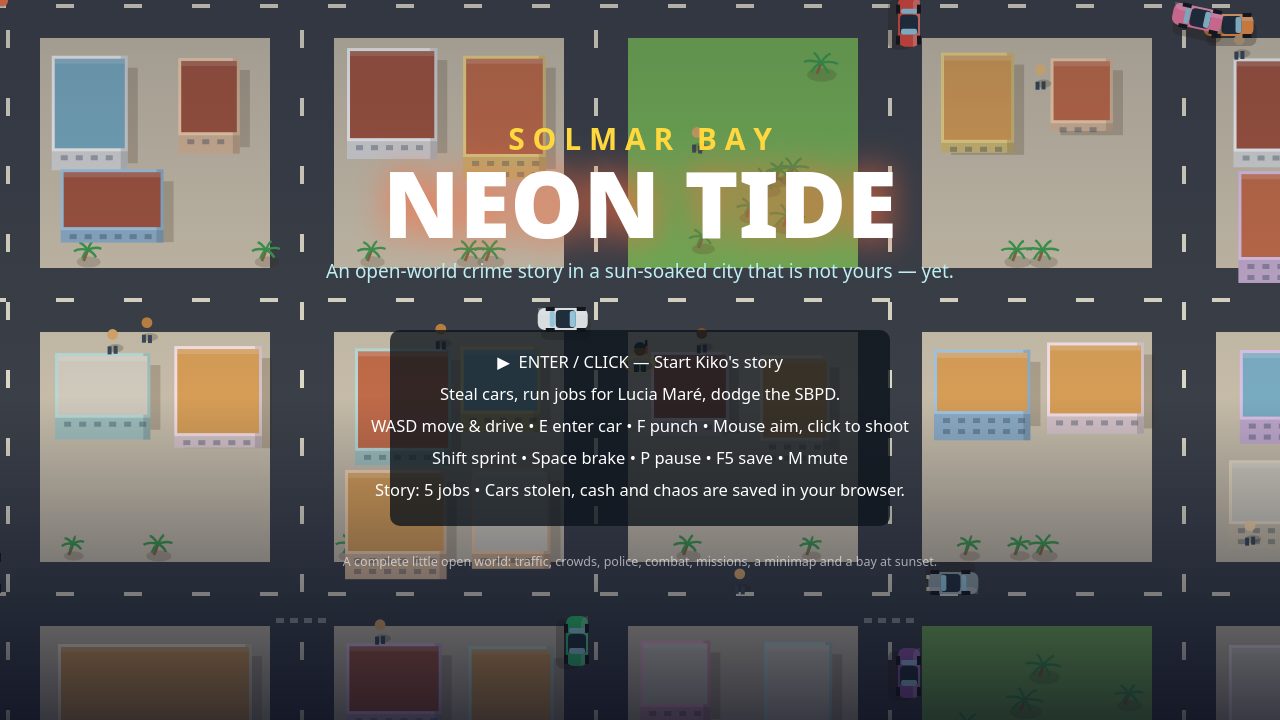 SOLMAR BAY
NEON TIDE
An open-world crime story in a sun-soaked city that is not yours — yet.
▶ ENTER / CLICK — Start Kiko's story
Steal cars, run jobs for Lucia Maré, dodge the SBPD.
WASD move & drive • E enter car • F punch • Mouse aim, click to shoot
Shift sprint • Space brake • P pause • F5 save • M mute
Story: 5 jobs • Cars stolen, cash and chaos are saved in your browser.
A complete little open world: traffic, crowds, police, combat, missions, a minimap and a bay at sunset.